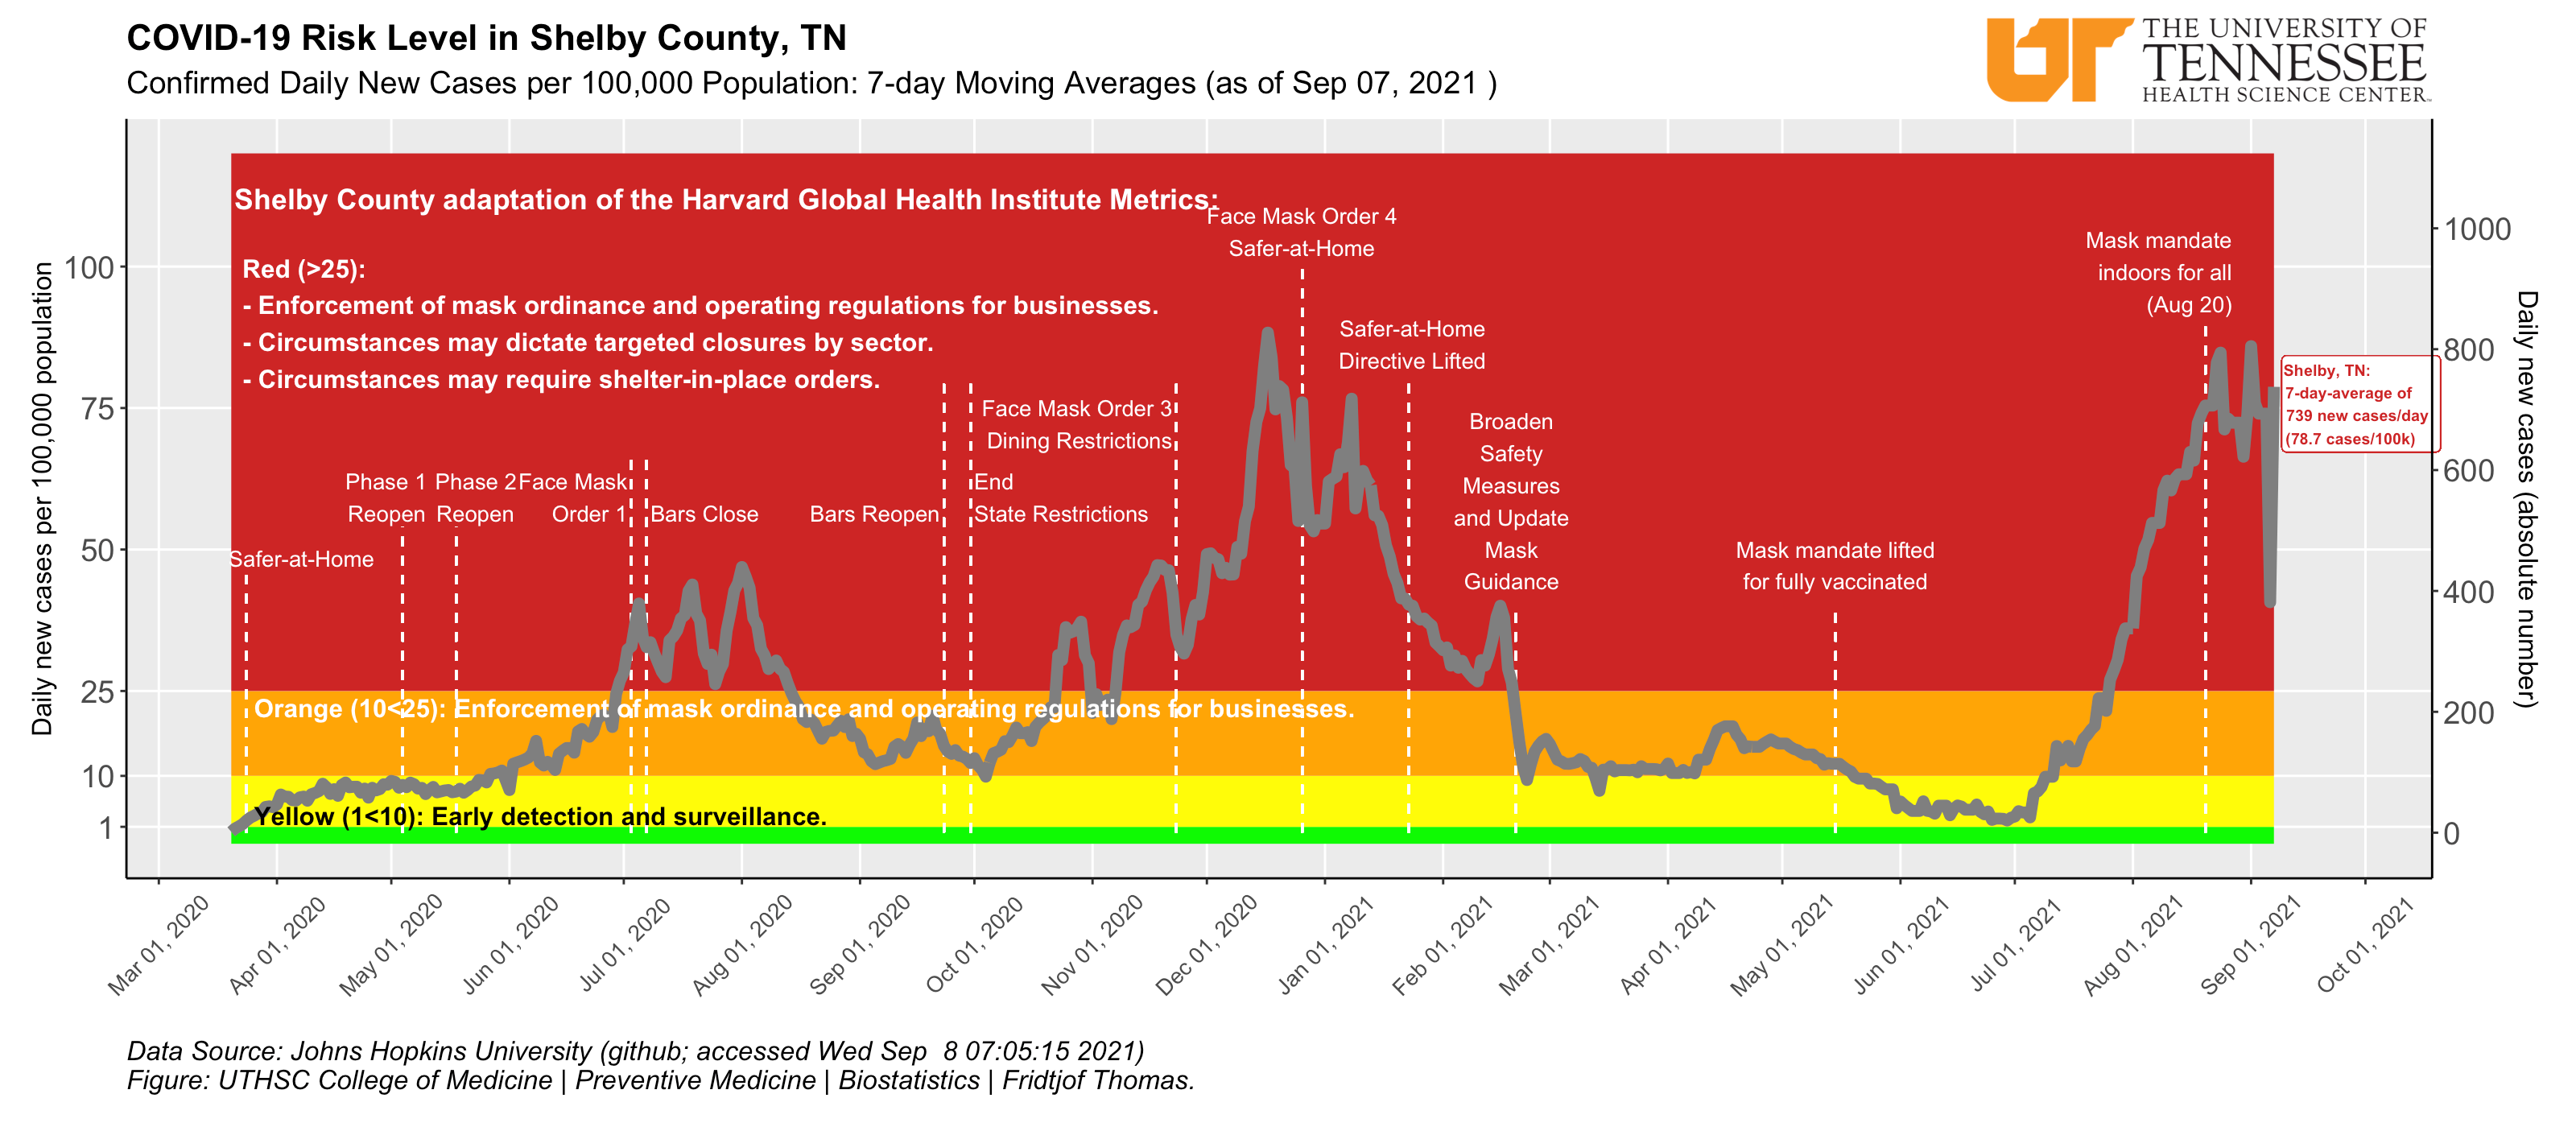 COVID-19 Risk Level in Shelby County, TN
Confirmed Daily New Cases per 100,000 Population: 7-day Moving Averages (as of Sep 07, 2021 )
UT
THE UNIVERSITY OF
TENNESSEE
HEALTH SCIENCE CENTER
Daily new cases per 100,000 population
100
75
50
25
10
1
Shelby County adaptation of the Harvard Global Health Institute Metrics:
Red (>25):
- Enforcement of mask ordinance and operating regulations for businesses.
- Circumstances may dictate targeted closures by sector.
- Circumstances may require shelter-in-place orders.
Safer-at-Home
Phase 1
Reopen
Phase 2
Reopen
Face Mask
Order 1
Bars Close
Bars Reopen
End
State Restrictions
Face Mask Order 3
Dining Restrictions
Face Mask Order 4
Safer-at-Home
Safer-at-Home
Directive Lifted
Broaden
Safety
Measures
and Update
Mask
Guidance
Mask mandate lifted
for fully vaccinated
Mask mandate
indoors for all
(Aug 20)
Shelby, TN:
7-day-average of
739 new cases/day
(78.7 cases/100k)
Orange (10<25): Enforcement of mask ordinance and operating regulations for businesses.
Yellow (1<10): Early detection and surveillance.
1000
800
600
400
200
0
Daily new cases (absolute number)
Mar 01, 2020
Apr 01, 2020
May 01, 2020
Jun 01, 2020
Jul 01, 2020
Aug 01, 2020
Sep 01, 2020
Oct 01, 2020
Nov 01, 2020
Dec 01, 2020
Jan 01, 2021
Feb 01, 2021
Mar 01, 2021
Apr 01, 2021
May 01, 2021
Jun 01, 2021
Jul 01, 2021
Aug 01, 2021
Sep 01, 2021
Oct 01, 2021
Data Source: Johns Hopkins University (github; accessed Wed Sep  8 07:05:15 2021)
Figure: UTHSC College of Medicine | Preventive Medicine | Biostatistics | Fridtjof Thomas.